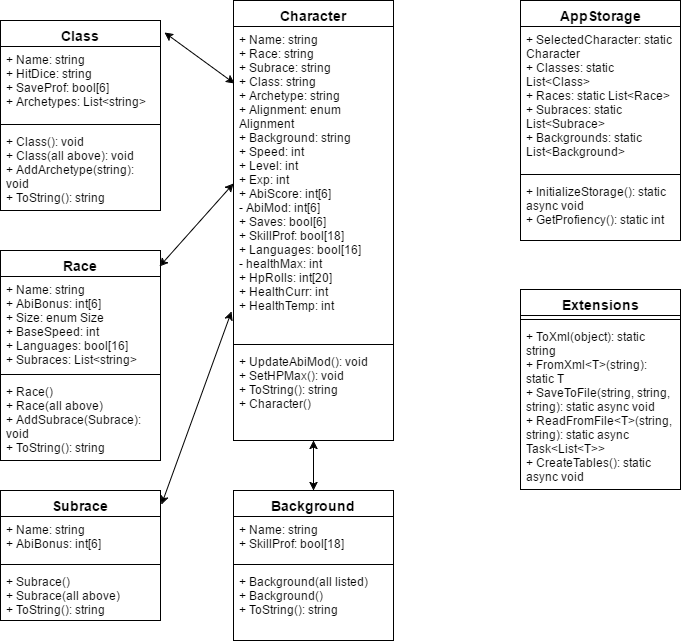 Class
+ Name: string
+ HitDice: string
+ SaveProf: bool[6]
+ Archetypes: List<string>
+ Class(): void
+ Class(all above): void
+ AddArchetype(string):
void
+ ToString(): string
Race
+ Name: string
+ AbiBonus: int[6]
+ Size: enum Size
+ BaseSpeed: int
+ Languages: bool[16]
+ Subraces: List<string>
+ Race()
+ Race(all above)
+ AddSubrace(Subrace):
void
+ ToString(): string
Subrace
+ Name: string
+ AbiBonus: int[6]
+ Subrace()
+ Subrace(all above)
+ ToString(): string
Character
+ Name: string
+ Race: string
+ Subrace: string
+ Class: string
+ Archetype: string
+ Alignment: enum
Alignment
+ Background: string
+ Speed: int
+ Level: int
+ Exp: int
+ AbiScore: int[6]
- AbiMod: int[6]
+ Saves: bool[6]
+ SkillProf: bool[18]
+ Languages: bool[16]
- healthMax: int
+ HpRolls: int[20]
+ HealthCurr: int
+ HealthTemp: int
+ UpdateAbiMod(): void
+ SetHPMax(): void
+ ToString(): string
+ Character()
Background
+ Name: string
+ SkillProf: bool[18]
+ Background(all listed)
+ Background()
+ ToString(): string
AppStorage
+ SelectedCharacter: static
Character
+ Classes: static
List<Class>
+ Races: static List<Race>
+ Subraces: static
List<Subrace>
+ Backgrounds: static
List<Background>
+ InitializeStorage(): static
async void
+ GetProfiency(): static int
Extensions
+ ToXml(object): static
string
+ FromXml<T>(string):
static T
+ SaveToFile(string, string,
string): static async void
+ ReadFromFile<T>(string,
string): static async
Task<List<T>>
+ CreateTables(): static
async void